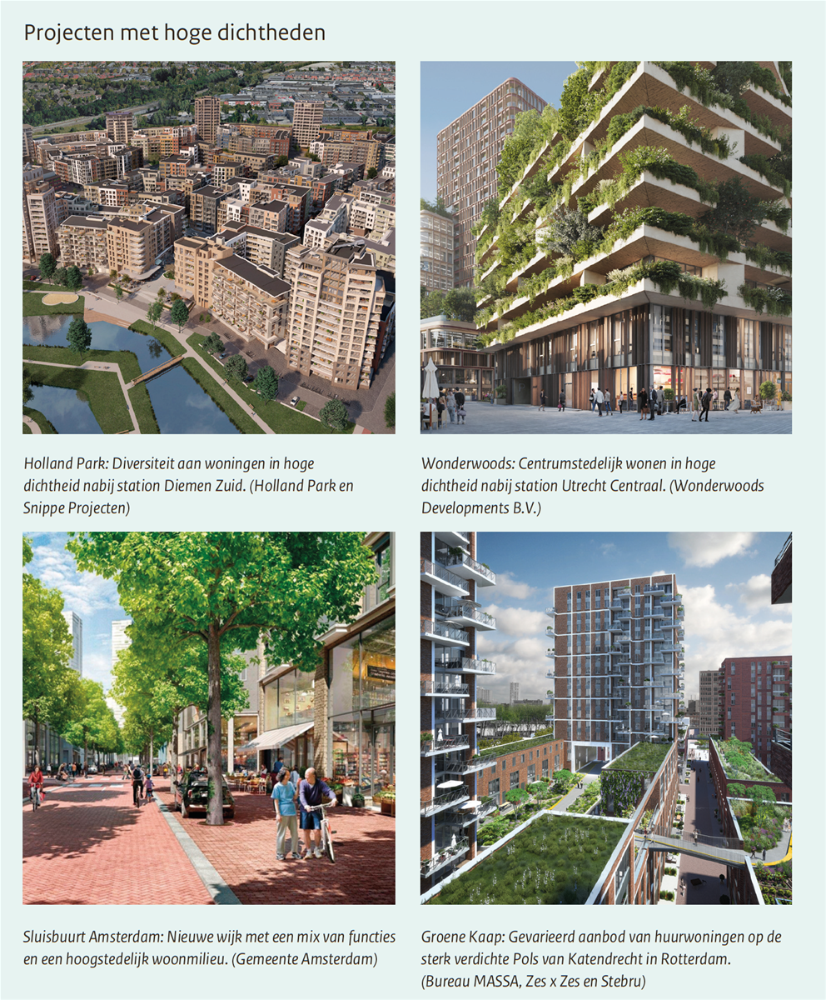 Projecten met hoge dichtheden
Holland Park: Diversiteit aan woningen in hoge
dichtheid nabij station Diemen Zuid. (Holland Park en
Snippe Projecten)
Wonderwoods: Centrumstedelijk wonen in hoge
dichtheid nabij station Utrecht Centraal. (Wonderwoods
Developments B.V.)
Sluisbuurt Amsterdam: Nieuwe wijk met een mix van functies
en een hoogstedelijk woonmilieu. (Gemeente Amsterdam)
Groene Kaap: Gevarieerd aanbod van huurwoningen op de
sterk verdichte Pols van Katendrecht in Rotterdam.
(Bureau MASSA, Zes x Zes en Stebru)